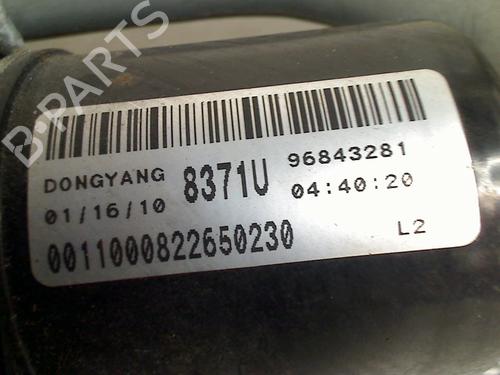 B-PARTS
DONGYANG 8371U 96843281
01/16/10 04:40:20
0011000822650230
L2